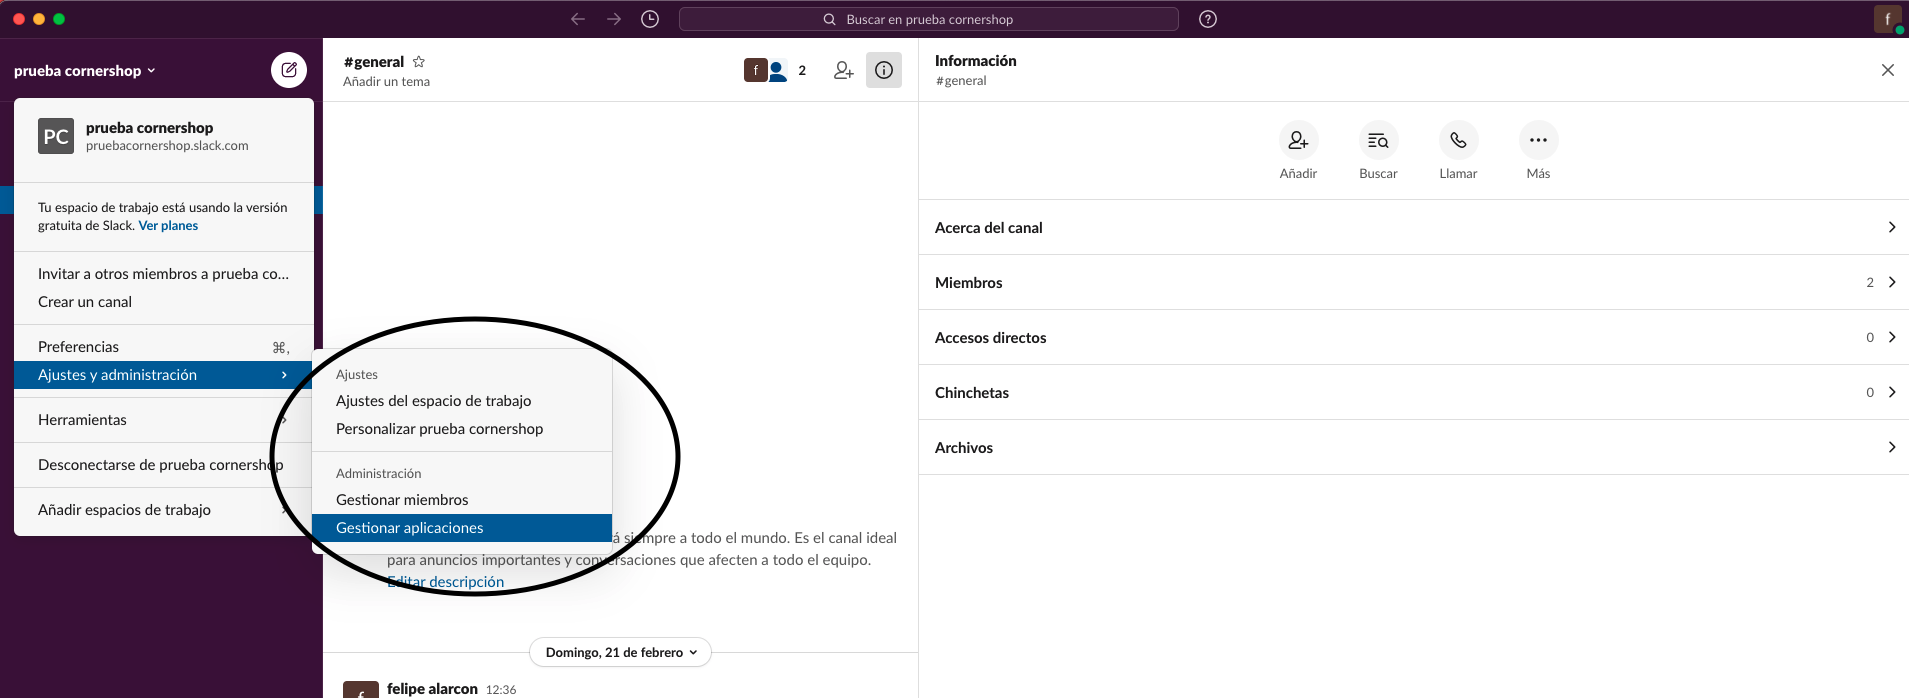 Buscar en prueba cornershop
f
prueba cornershop
PC
prueba cornershop
pruebacornershop.slack.com
Tu espacio de trabajo está usando la versión
gratuita de Slack. Ver planes
Invitar a otros miembros a prueba co...
Crear un canal
Preferencias ⌘,
Ajustes y administración
Herramientas
Desconectarse de prueba cornershop
Añadir espacios de trabajo
#general
Añadir un tema
f 2
Ajustes
Ajustes del espacio de trabajo
Personalizar prueba cornershop
Administración
Gestionar miembros
Gestionar aplicaciones
siempre a todo el mundo. Es el canal ideal
para anuncios importantes y conversaciones que afecten a todo el equipo.
Editar descripción
Domingo, 21 de febrero
f
felipe alarcon 12:36
Información
#general
Añadir
Buscar
Llamar
Más
Acerca del canal
Miembros 2
Accesos directos 0
Chinchetas 0
Archivos